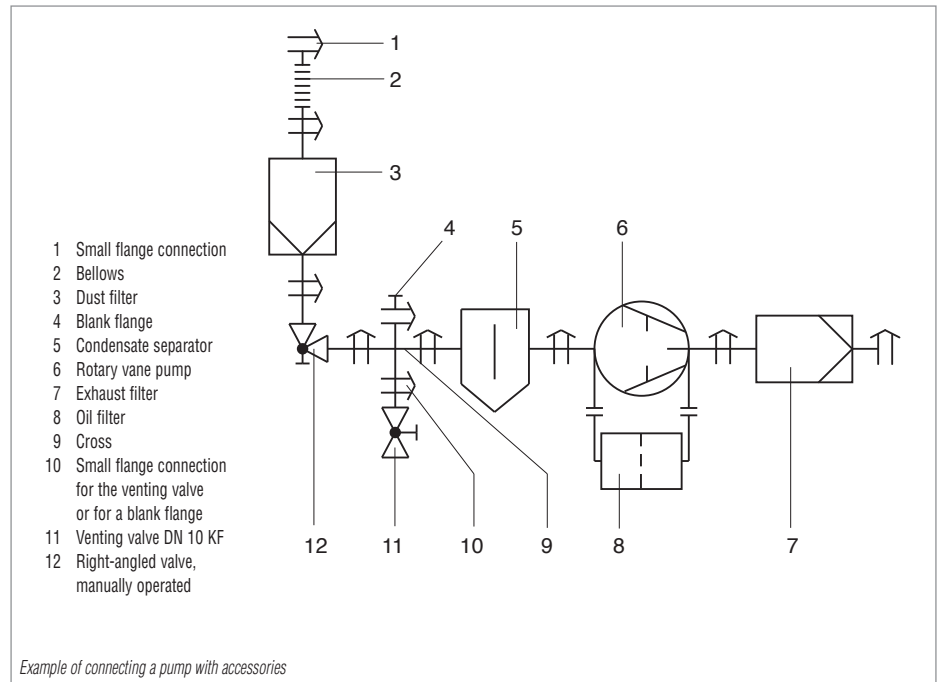 1
2
3
4
5
6
1 Small flange connection
2 Bellows
3 Dust filter
4 Blank flange
5 Condensate separator
6 Rotary vane pump
7 Exhaust filter
8 Oil filter
9 Cross
10 Small flange connection
for the venting valve
or for a blank flange
11 Venting valve DN 10 KF
12 Right-angled valve,
manually operated
12 11 10 9 8 7
Example of connecting a pump with accessories